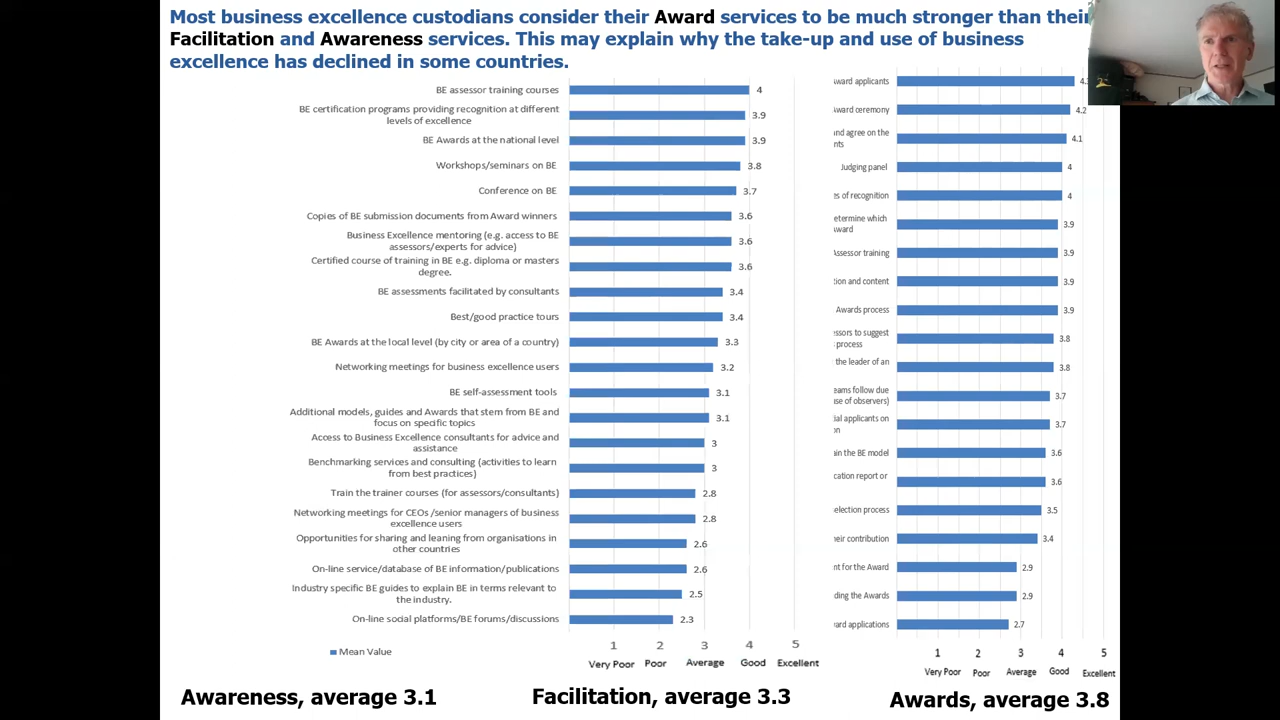 Most business excellence custodians consider their Award services to be much stronger than their
Facilitation and Awareness services. This may explain why the take-up and use of business
excellence has declined in some countries.
BE assessor training courses 4
BE certification programs providing recognition at different
levels of excellence 3.9
BE Awards at the national level 3.9
Workshops/seminars on BE 3.8
Conference on BE 3.7
Copies of BE submission documents from Award winners 3.6
Business Excellence mentoring (e.g. access to BE
assessors/experts for advice) 3.6
Certified course of training in BE e.g. diploma or masters
degree. 3.6
BE assessments facilitated by consultants 3.4
Best/good practice tours 3.4
BE Awards at the local level (by city or area of a country) 3.3
Networking meetings for business excellence users 3.2
BE self-assessment tools 3.1
Additional models, guides and Awards that stem from BE and
focus on specific topics 3.1
Access to Business Excellence consultants for advice and
assistance 3
Benchmarking services and consulting (activities to learn
from best practices) 3
Train the trainer courses (for assessors/consultants) 2.8
Networking meetings for CEOs /senior managers of business
excellence users 2.8
Opportunities for sharing and leaning from organisations in
other countries 2.6
On-line service/database of BE information/publications 2.6
Industry specific BE guides to explain BE in terms relevant to
the industry. 2.5
On-line social platforms/BE forums/discussions 2.3
1 2 3 4 5
Very Poor Poor Average Good Excellent
Mean Value
Award applicants
Award ceremony 4.2
and agree on the
nts 4.1
Judging panel 4
es of recognition 4
etermine which
Award 3.9
Assessor training 3.9
tion and content 3.9
Awards process 3.9
ssors to suggest
process 3.8
the leader of an 3.8
eams follow due
use of observers) 3.7
ial applicants on
on 3.7
ain the BE model 3.6
cation report or 3.6
selection process 3.5
heir contribution 3.4
nt for the Award 2.9
ding the Awards 2.9
ward applications 2.7
1 2 3 4 5
Very Poor Poor Average Good Excellent
Awareness, average 3.1
Facilitation, average 3.3
Awards, average 3.8